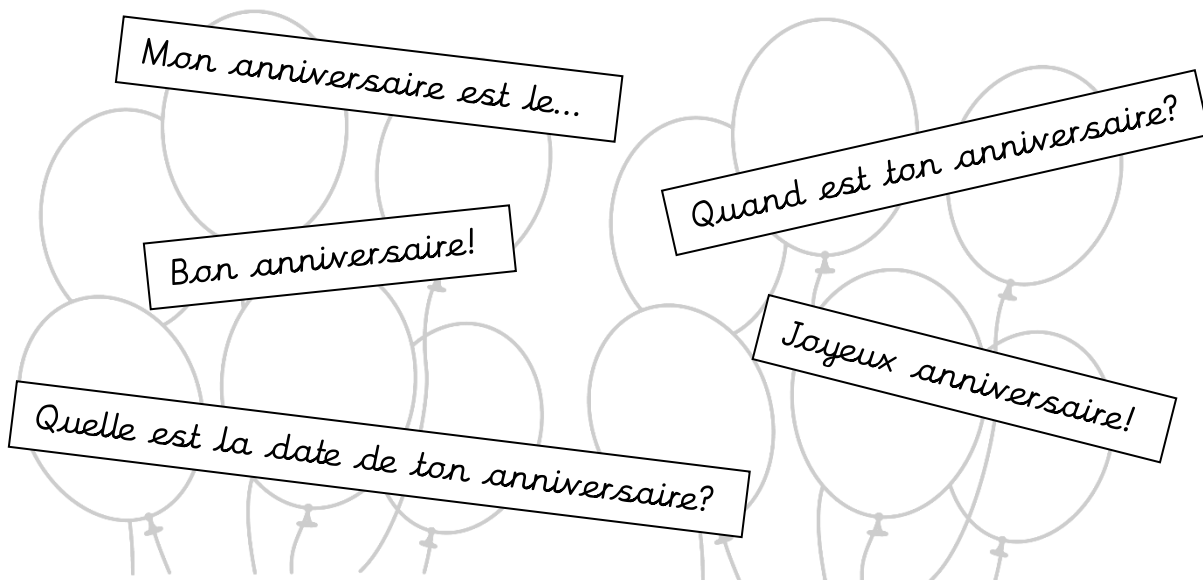 Mon anniversaire est le...
Quand est ton anniversaire?
Bon anniversaire!
Joyeux anniversaire!
Quelle est la date de ton anniversaire?